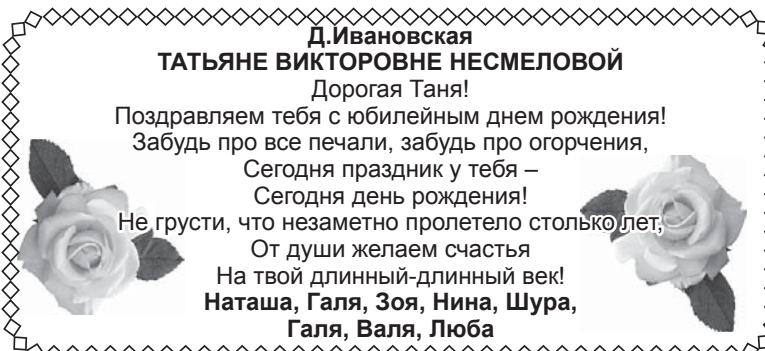 Д.Ивановская
ТАТЬЯНЕ ВИКТОРОВНЕ НЕСМЕЛОВОЙ
Дорогая Таня!
Поздравляем тебя с юбилейным днем рождения!
Забудь про все печали, забудь про огорчения,
Сегодня праздник у тебя –
Сегодня день рождения!
Не грусти, что незаметно пролетело столько лет,
От души желаем счастья
На твой длинный-длинный век!
Наташа, Галя, Зоя, Нина, Шура,
Галя, Валя, Люба